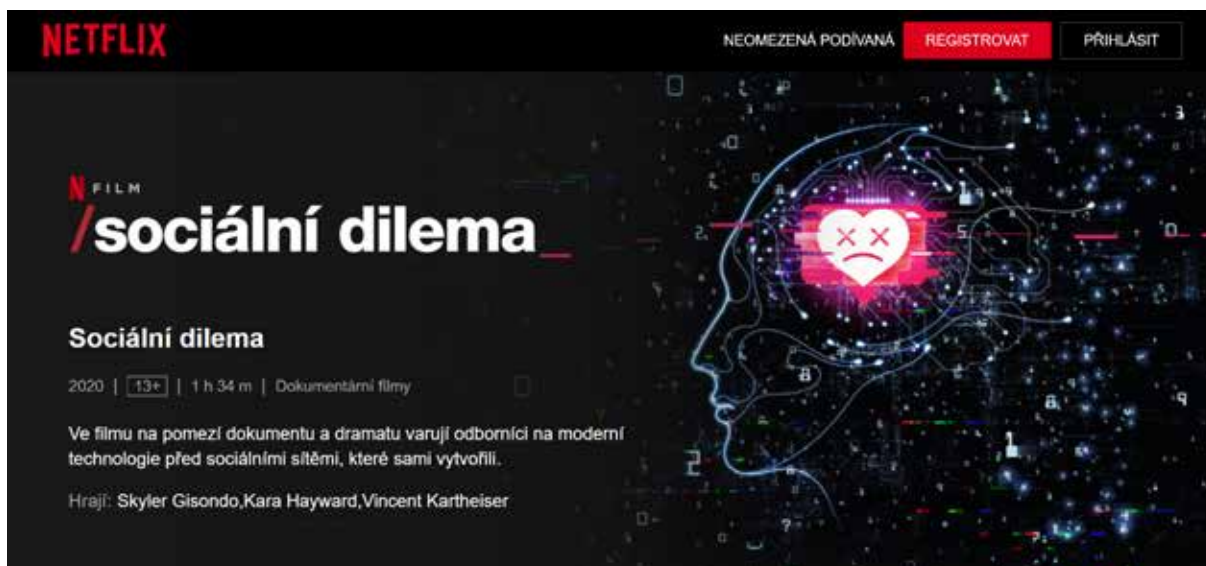 NETFLIX
NEOMEZENÁ PODÍVANÁ REGISTROVAT PŘIHLÁSIT
N FILM
/sociální dilema_
Sociální dilema
2020 | 13+ | 1 h 34 m | Dokumentární filmy
Ve filmu na pomezí dokumentu a dramatu varují odborníci na moderní
technologie před sociálními sítěmi, které sami vytvořili.
Hrají: Skyler Gisondo,Kara Hayward,Vincent Kartheiser